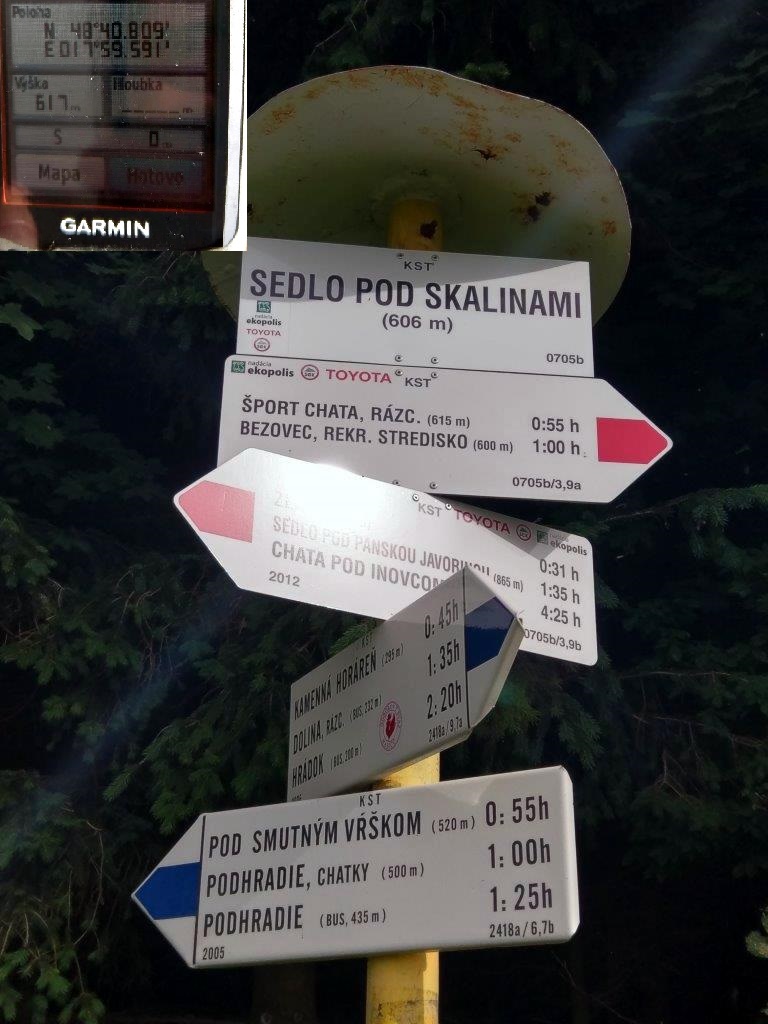 Poloha
N 48°40.809'
E 017°59.591'
Výška
Hloubka
617m
S
0m
Mapa
Hotovo
GARMIN
KST
SEDLO POD SKALINAMI
(606 m)
nadácia
ekopolis
TOYOTA
0705b
nadácia
ekopolis
TOYOTA
KST
ŠPORT CHATA, RÁZC. (615 m) 0:55 h
BEZOVEC, REKR. STREDISKO (600 m) 1:00 h
0705b/3,9a
KST TOYOTA
ekopolis
0:31 h
SEDLO POD PANSKOU JAVORINOU (865 m) 1:35 h
CHATA POD INOVCOM 4:25 h
2012
0705b/3,9b
KST
KAMENNÁ HORÁREŇ (295 m) 0:45h
DOLINA, RÁZC. (BUS, 232 m) 1:35h
HRÁDOK (BUS, 200 m) 2:20h
2418a/9,7a
KST
POD SMUTNÝM VŔŠKOM (520 m) 0:55h
PODHRADIE, CHATKY (500 m) 1:00h
PODHRADIE (BUS, 435 m) 1:25h
2005
2418a/6,7b